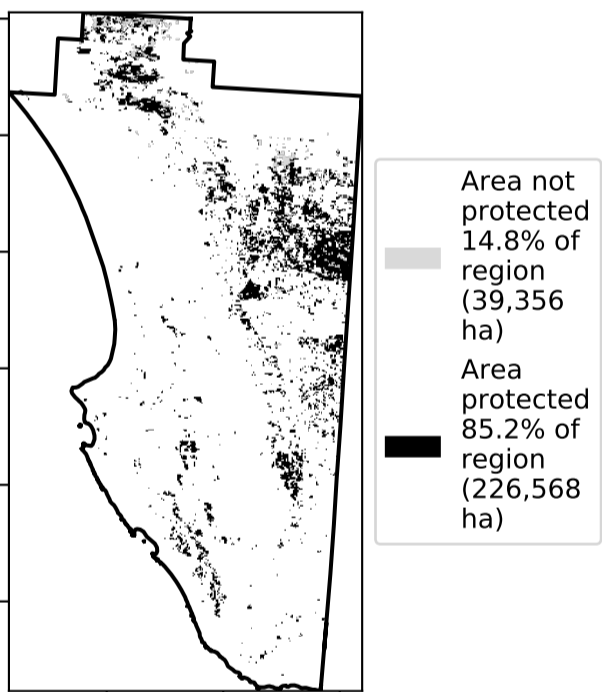 Area not
protected
14.8% of
region
(39,356
ha)
Area
protected
85.2% of
region
(226,568
ha)